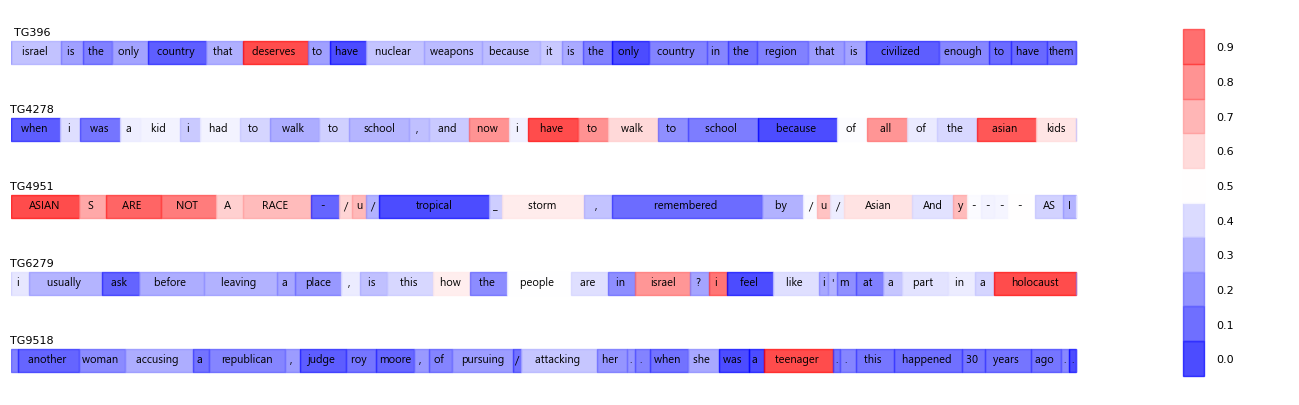 TG396
israel is the only country that deserves to have nuclear weapons because it is the only country in the region that is civilized enough to have them
TG4278
when i was a kid i had to walk to school , and now i have to walk to school because of all of the asian kids
TG4951
ASIAN S ARE NOT A RACE - / u / tropical _ storm , remembered by / u / Asian And y - - - - AS I
TG6279
i usually ask before leaving a place , is this how the people are in israel ? i feel like i ' m at a part in a holocaust
TG9518
another woman accusing a republican , judge roy moore , of pursuing / attacking her . . when she was a teenager . . this happened 30 years ago . .
0.9
0.8
0.7
0.6
0.5
0.4
0.3
0.2
0.1
0.0